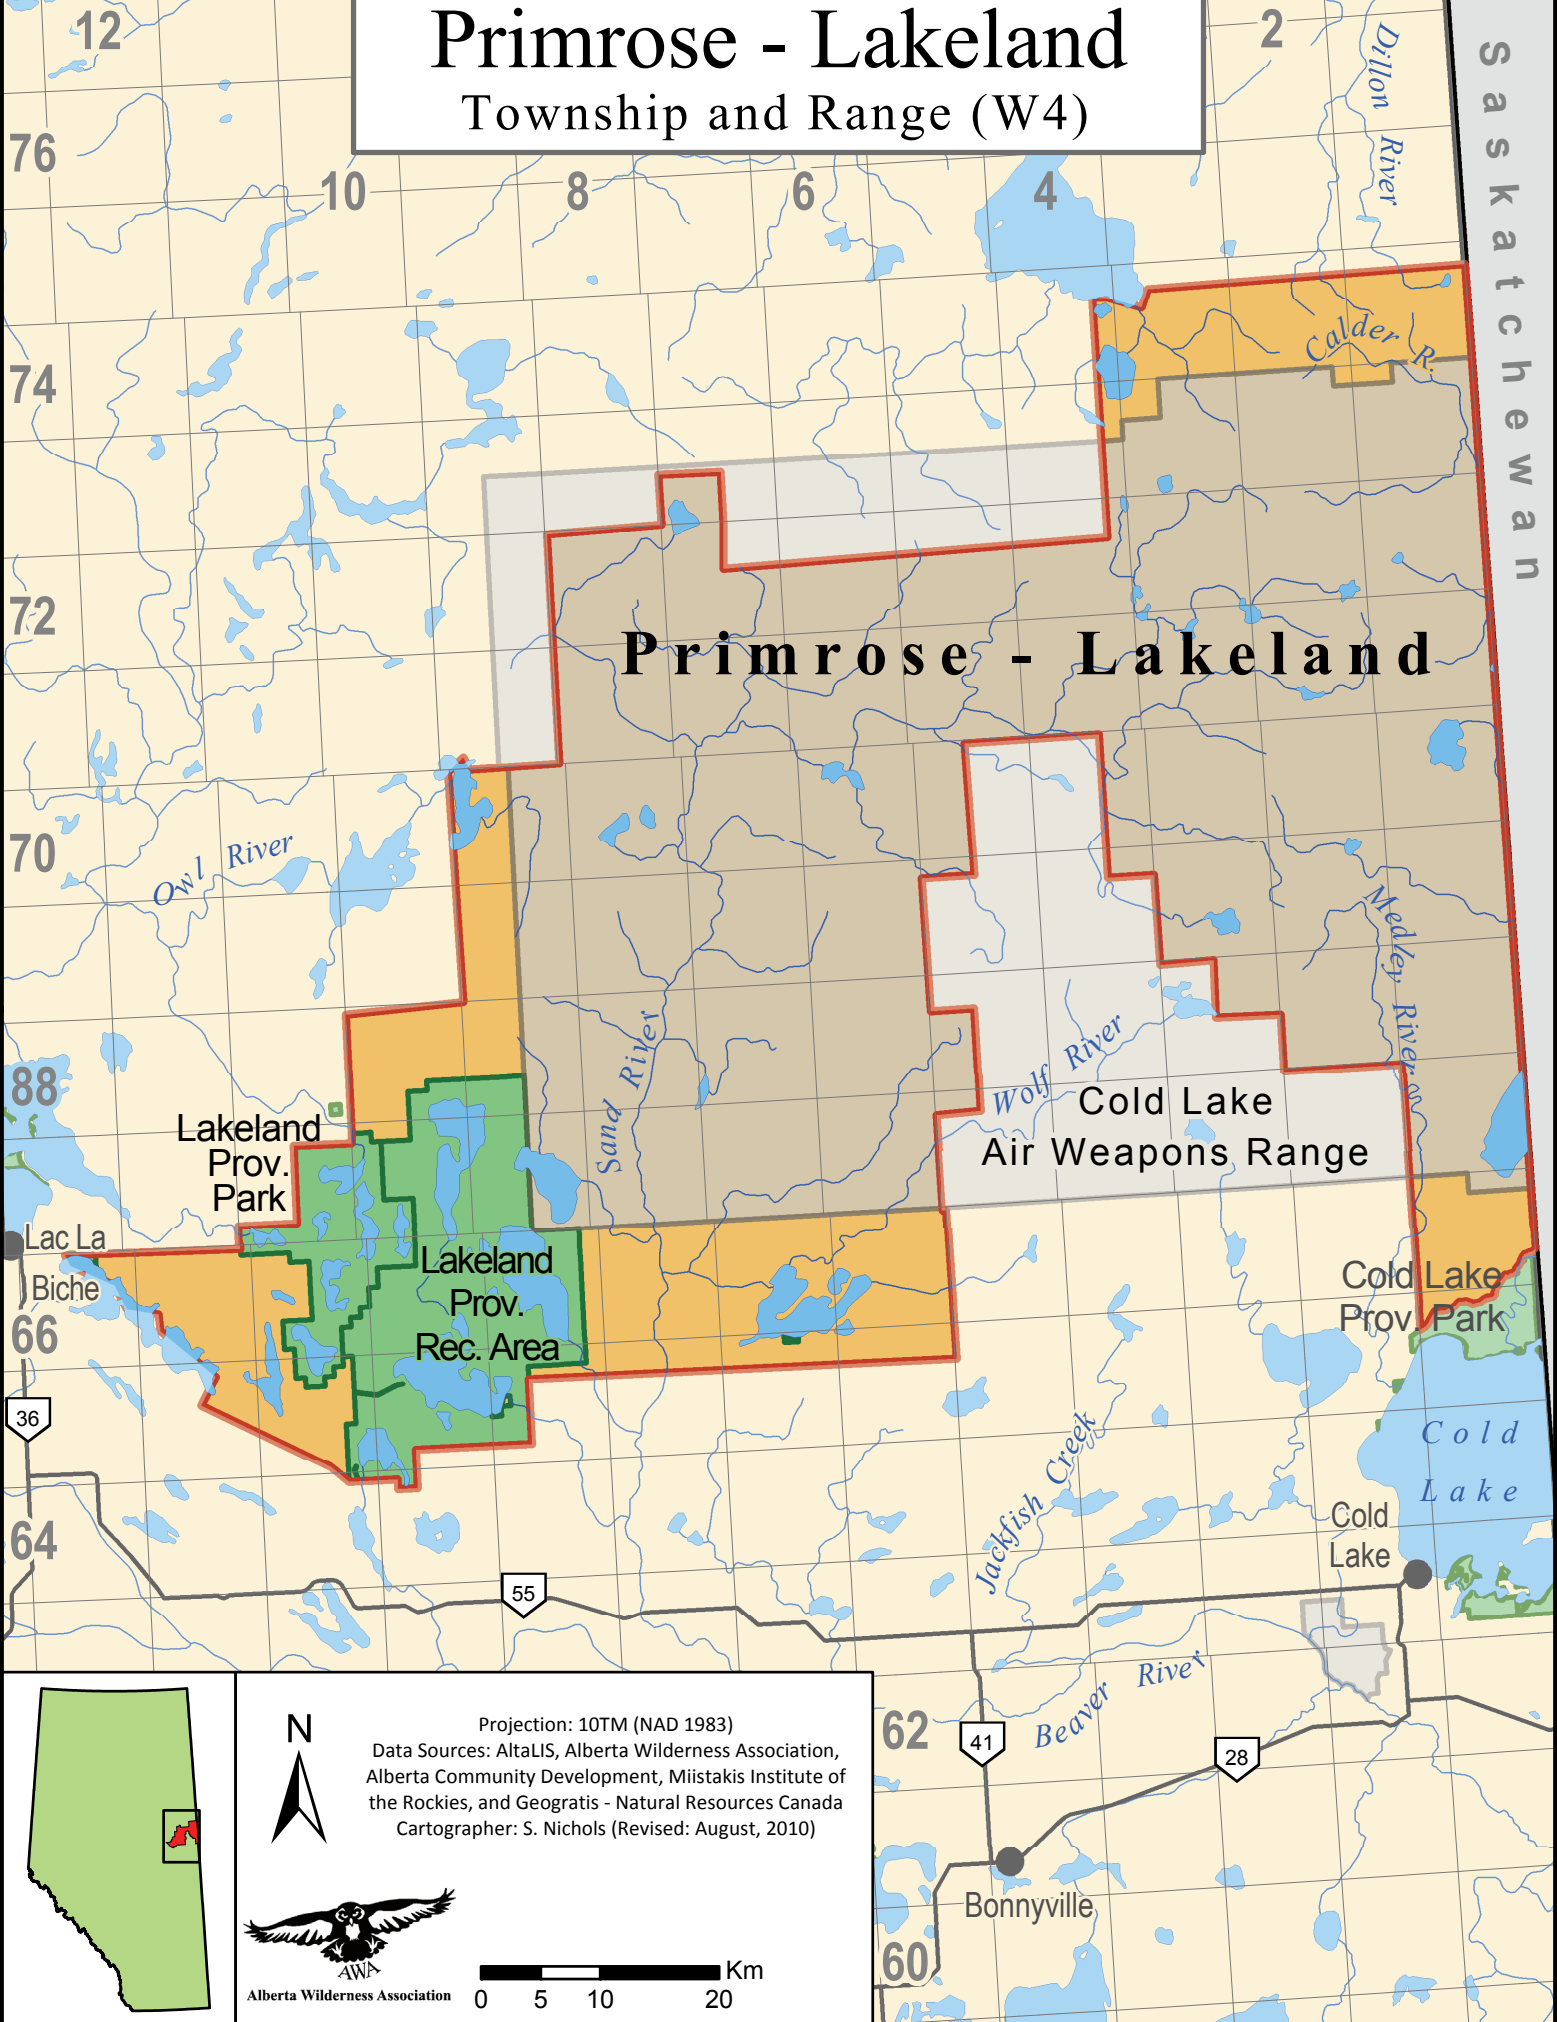 Primrose - Lakeland
Township and Range (W4)
12
2
76
10
8
6
4
Dillon River
Saskatchewan
Calder R.
74
72
Primrose - Lakeland
70
Owl River
Medley River
Sand River
Wolf River
88
Cold Lake
Air Weapons Range
Lakeland
Prov.
Park
Lac La
Biche
Lakeland
Prov.
Rec. Area
Cold Lake
Prov. Park
66
36
Jackfish Creek
Cold
Lake
Cold
Lake
64
55
Beaver River
62
41
28
Bonnyville
60
N
Projection: 10TM (NAD 1983)
Data Sources: AltaLIS, Alberta Wilderness Association,
Alberta Community Development, Miistakis Institute of
the Rockies, and Geogratis - Natural Resources Canada
Cartographer: S. Nichols (Revised: August, 2010)
AWA
Alberta Wilderness Association
Km
0 5 10 20